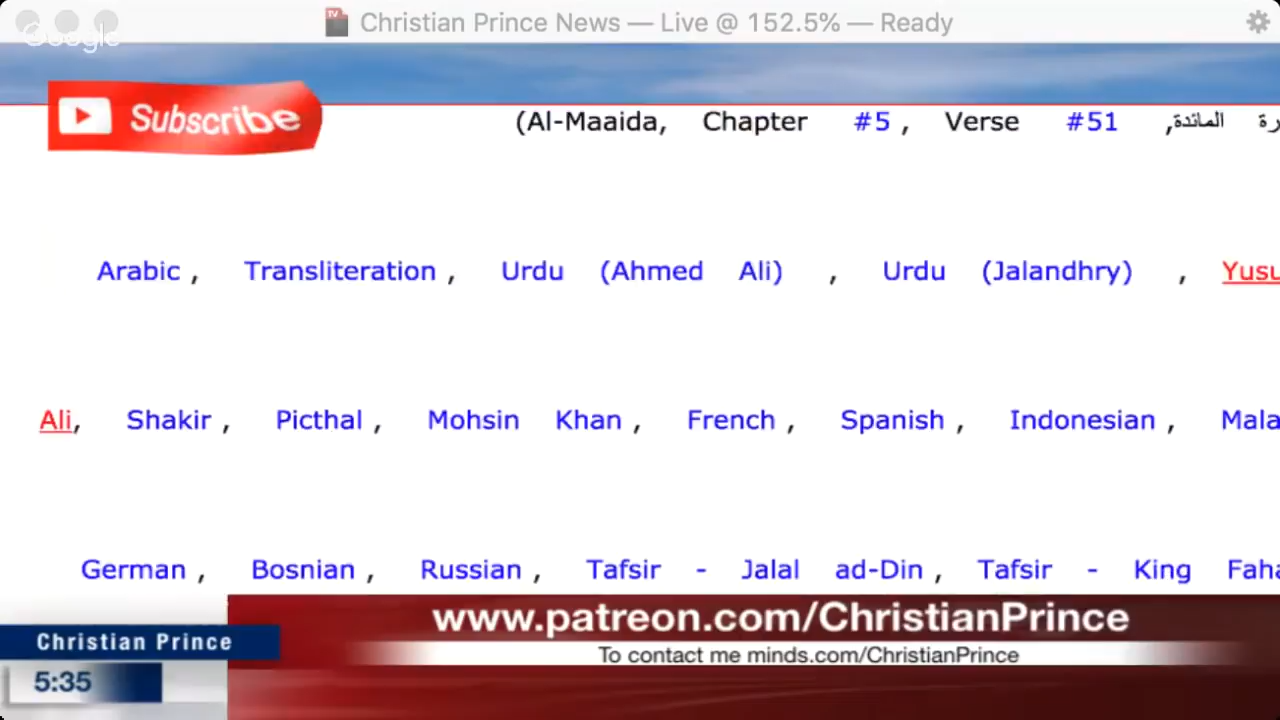 Christian Prince News — Live @ 152.5% — Ready
Google
Subscribe
(Al-Maaida, Chapter #5 , Verse #51 ,المائدة رة
Arabic , Transliteration , Urdu (Ahmed Ali) , Urdu (Jalandhry) , Yusu
Ali, Shakir , Picthal , Mohsin Khan , French , Spanish , Indonesian , Mala
German , Bosnian , Russian , Tafsir - Jalal ad-Din , Tafsir - King Faha
www.patreon.com/ChristianPrince
To contact me minds.com/ChristianPrince
Christian Prince
5:35